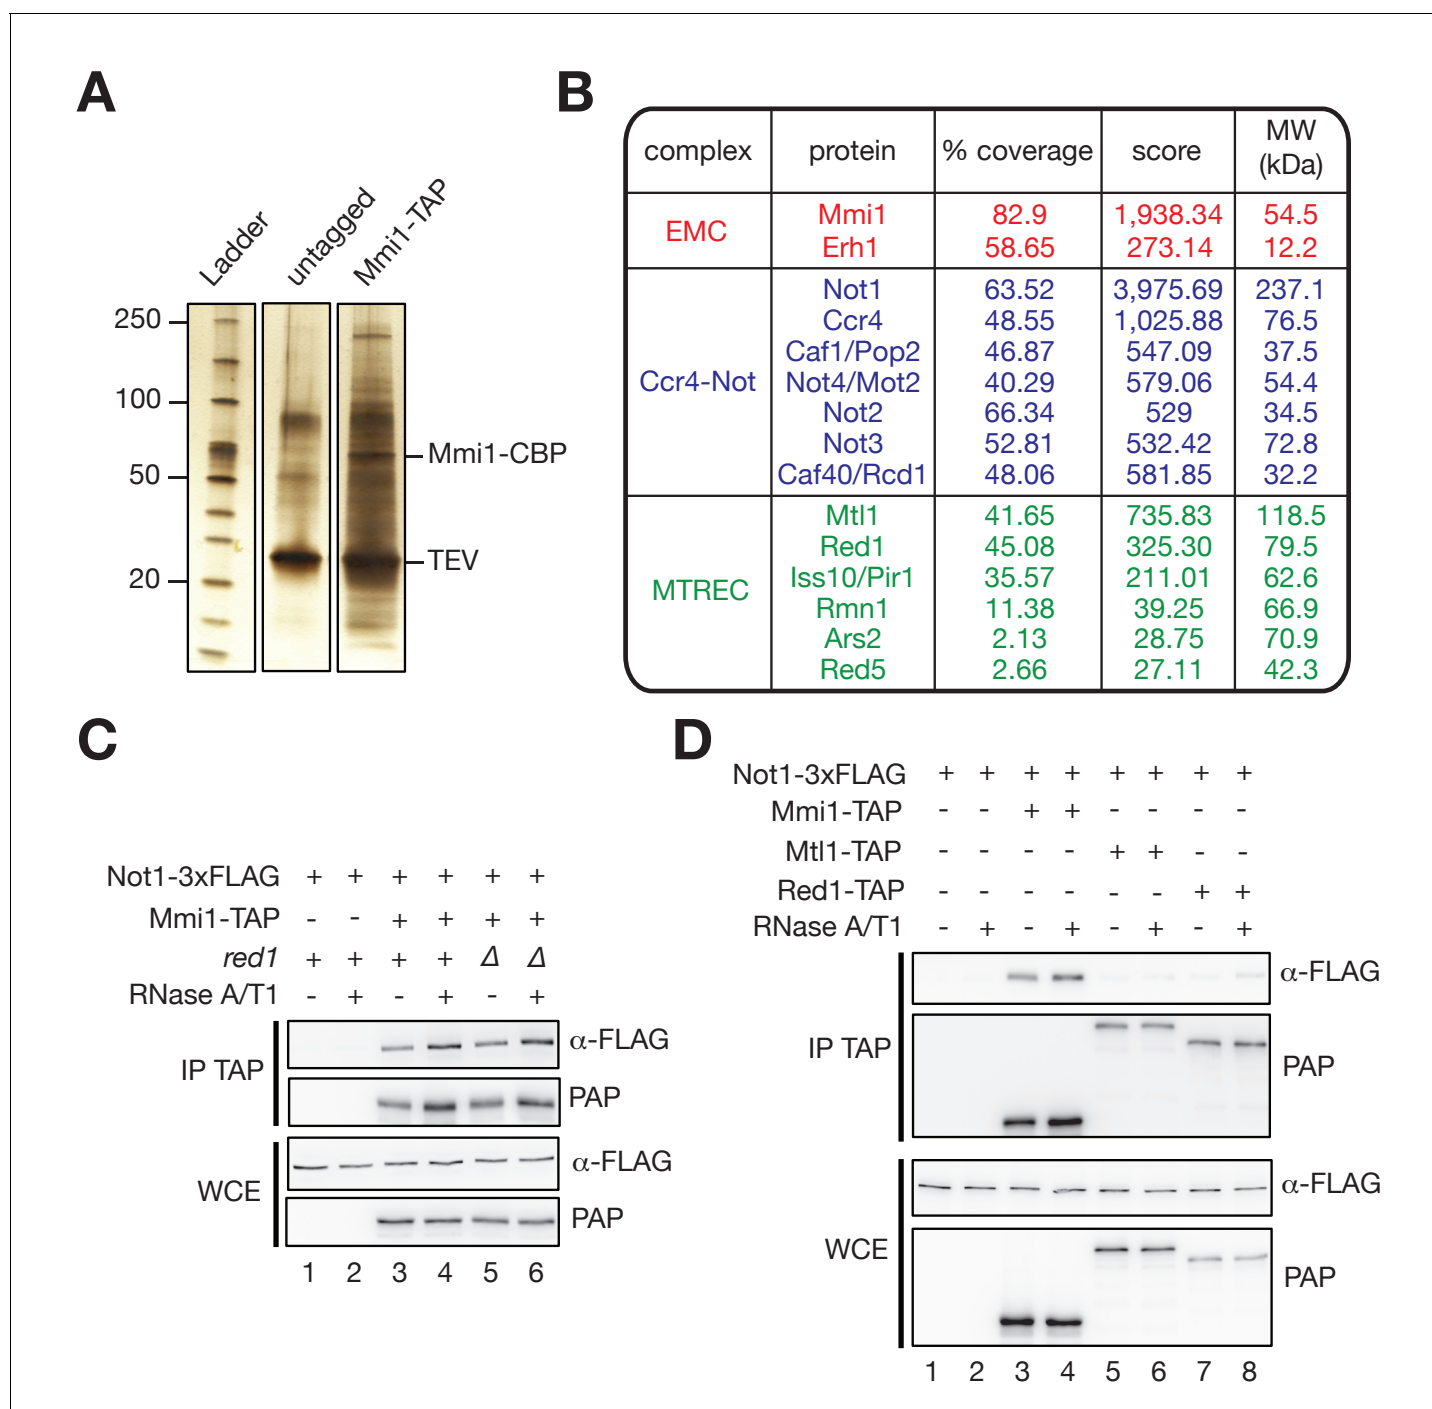 A
Ladder
untagged
Mmi1-TAP
250
100
50
20
Mmi1-CBP
TEV
B
complex protein % coverage score MW (kDa)
EMC
Mmi1 82.9 1,938.34 54.5
Erh1 58.65 273.14 12.2
Ccr4-Not
Not1 63.52 3,975.69 237.1
Ccr4 48.55 1,025.88 76.5
Caf1/Pop2 46.87 547.09 37.5
Not4/Mot2 40.29 579.06 54.4
Not2 66.34 529 34.5
Not3 52.81 532.42 72.8
Caf40/Rcd1 48.06 581.85 32.2
MTREC
Mtl1 41.65 735.83 118.5
Red1 45.08 325.30 79.5
Iss10/Pir1 35.57 211.01 62.6
Rmn1 11.38 39.25 66.9
Ars2 2.13 28.75 70.9
Red5 2.66 27.11 42.3
C
Not1-3xFLAG + + + + + +
Mmi1-TAP - - + + + +
red1 + + + + Δ Δ
RNase A/T1 - + - + - +
IP TAP
α-FLAG
PAP
WCE
α-FLAG
PAP
1 2 3 4 5 6
D
Not1-3xFLAG + + + + + + + +
Mmi1-TAP - - + + - - - -
Mtl1-TAP - - - - + + - -
Red1-TAP - - - - - - + +
RNase A/T1 - + - + - + - +
IP TAP
α-FLAG
PAP
WCE
α-FLAG
PAP
1 2 3 4 5 6 7 8